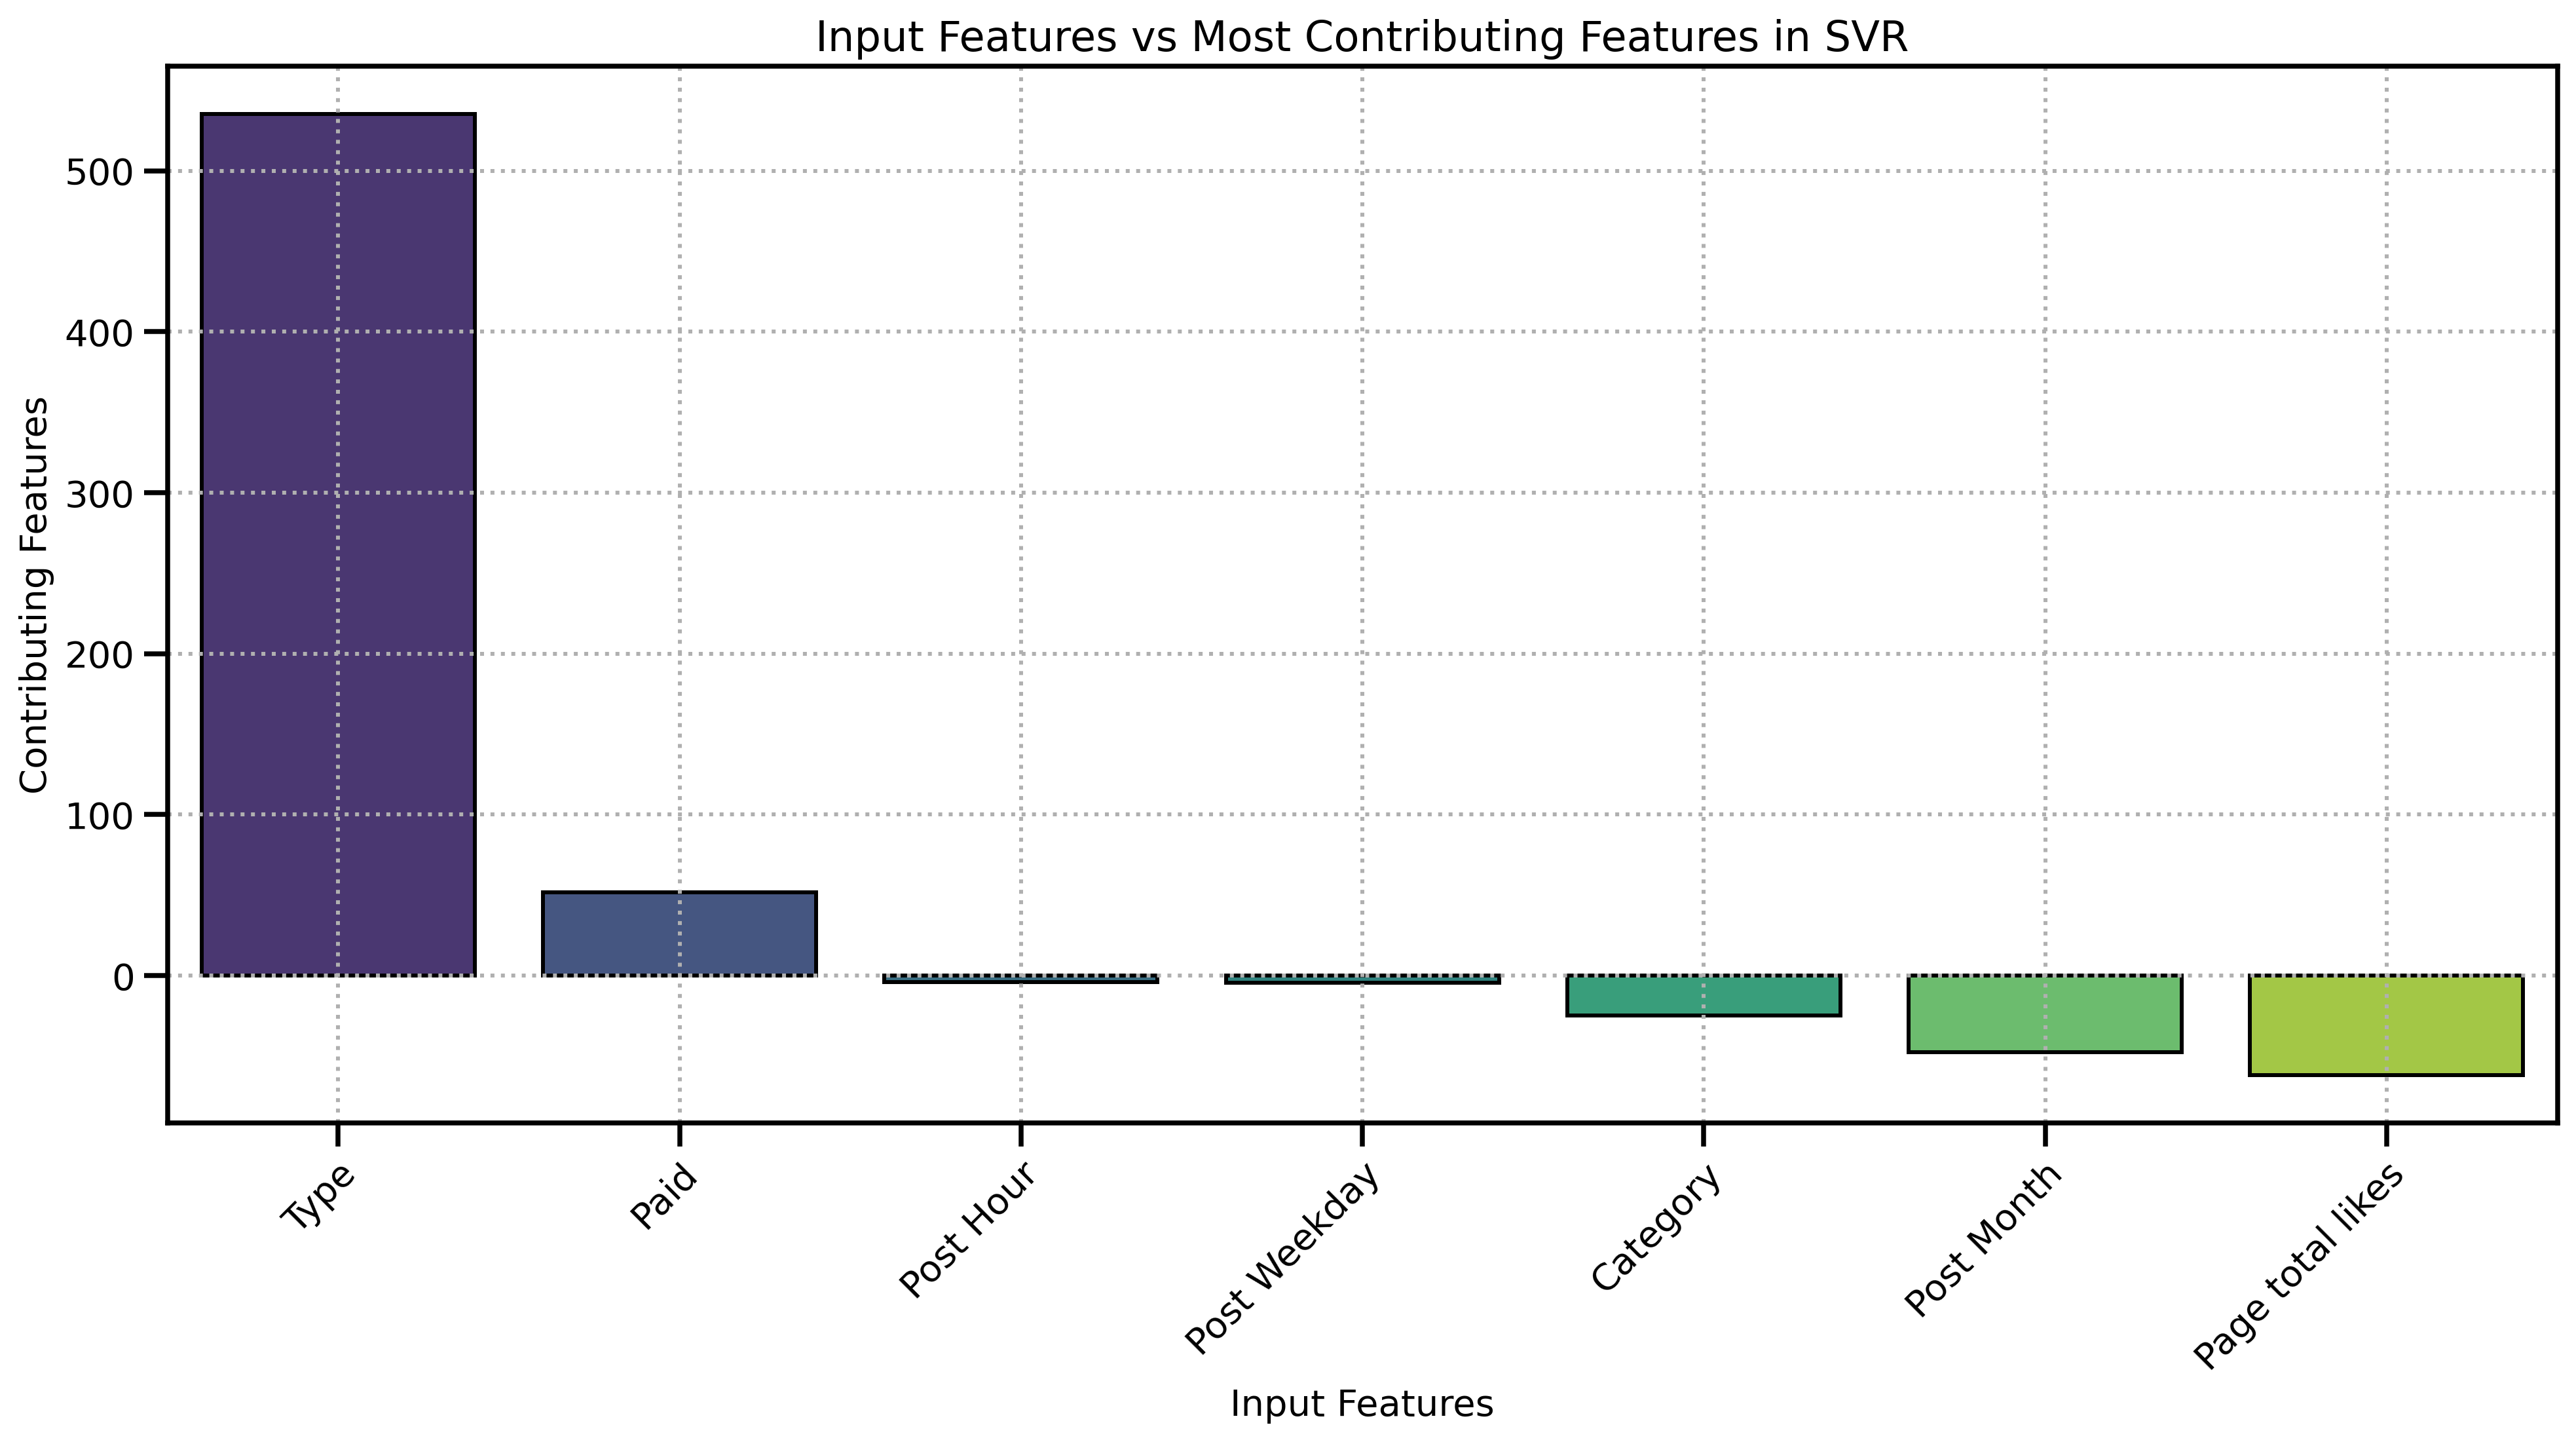 Input Features vs Most Contributing Features in SVR
Contributing Features
500
400
300
200
100
0
Type
Paid
Post Hour
Post Weekday
Category
Post Month
Page total likes
Input Features